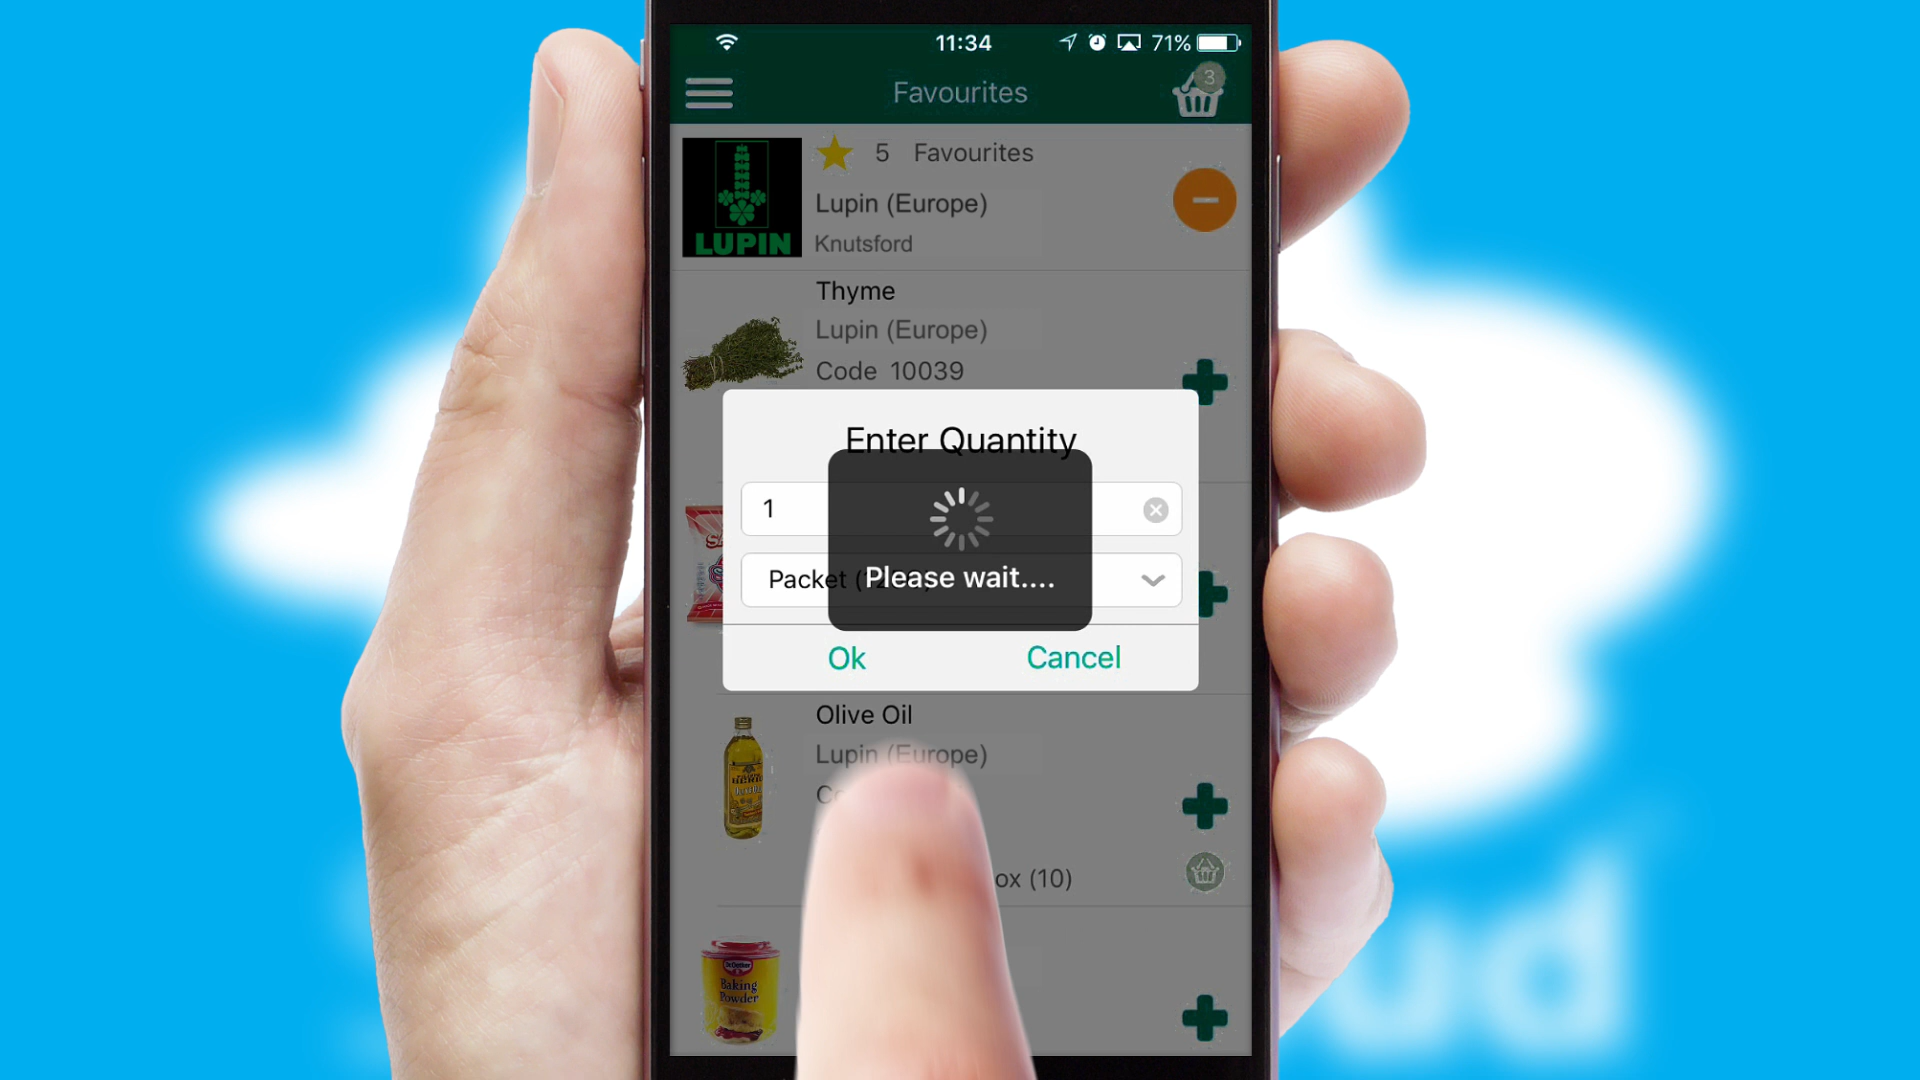 11:34
71%
Favourites
3
5 Favourites
Lupin (Europe)
LUPIN
Knutsford
Thyme
Lupin (Europe)
Code 10039
Enter Quantity
1
Packet
Please wait....
Ok Cancel
Olive Oil
Lupin (Europe)
ox (10)
Baking
Powder
ud